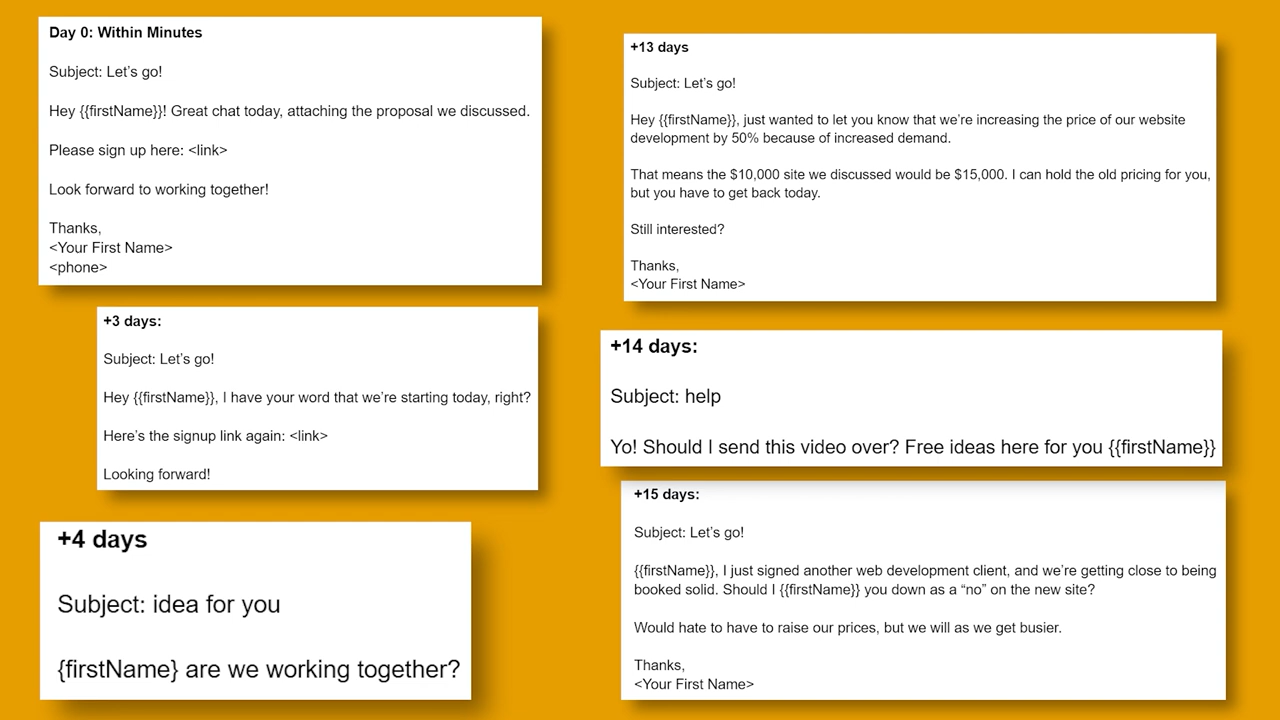 Day 0: Within Minutes
Subject: Let’s go!
Hey {{firstName}}! Great chat today, attaching the proposal we discussed.
Please sign up here: <link>
Look forward to working together!
Thanks,
<Your First Name>
<phone>
+3 days:
Subject: Let’s go!
Hey {{firstName}}, I have your word that we’re starting today, right?
Here’s the signup link again: <link>
Looking forward!
+4 days
Subject: idea for you
{firstName} are we working together?
+13 days
Subject: Let’s go!
Hey {{firstName}}, just wanted to let you know that we’re increasing the price of our website
development by 50% because of increased demand.
That means the $10,000 site we discussed would be $15,000. I can hold the old pricing for you,
but you have to get back today.
Still interested?
Thanks,
<Your First Name>
+14 days:
Subject: help
Yo! Should I send this video over? Free ideas here for you {{firstName}}
+15 days:
Subject: Let’s go!
{{firstName}}, I just signed another web development client, and we’re getting close to being
booked solid. Should I {{firstName}} you down as a “no” on the new site?
Would hate to have to raise our prices, but we will as we get busier.
Thanks,
<Your First Name>